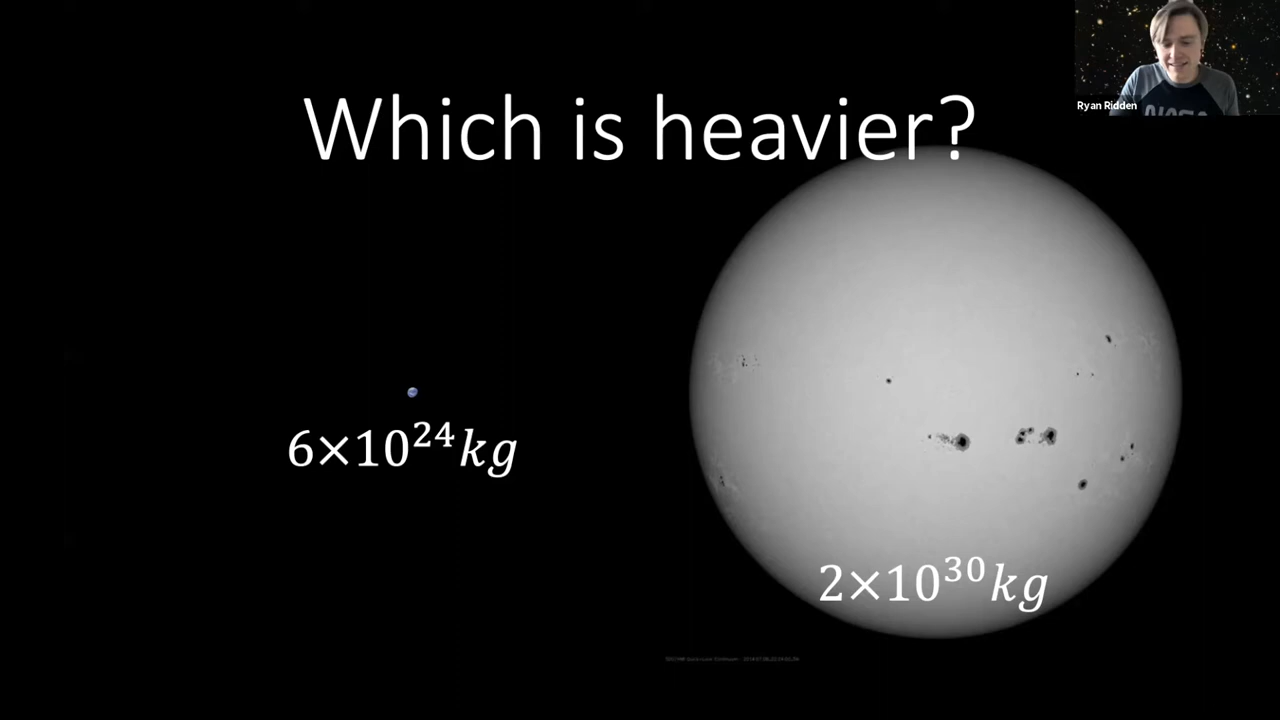 Which is heavier?
Ryan Ridden
6×10²⁴kg
2×10³⁰kg